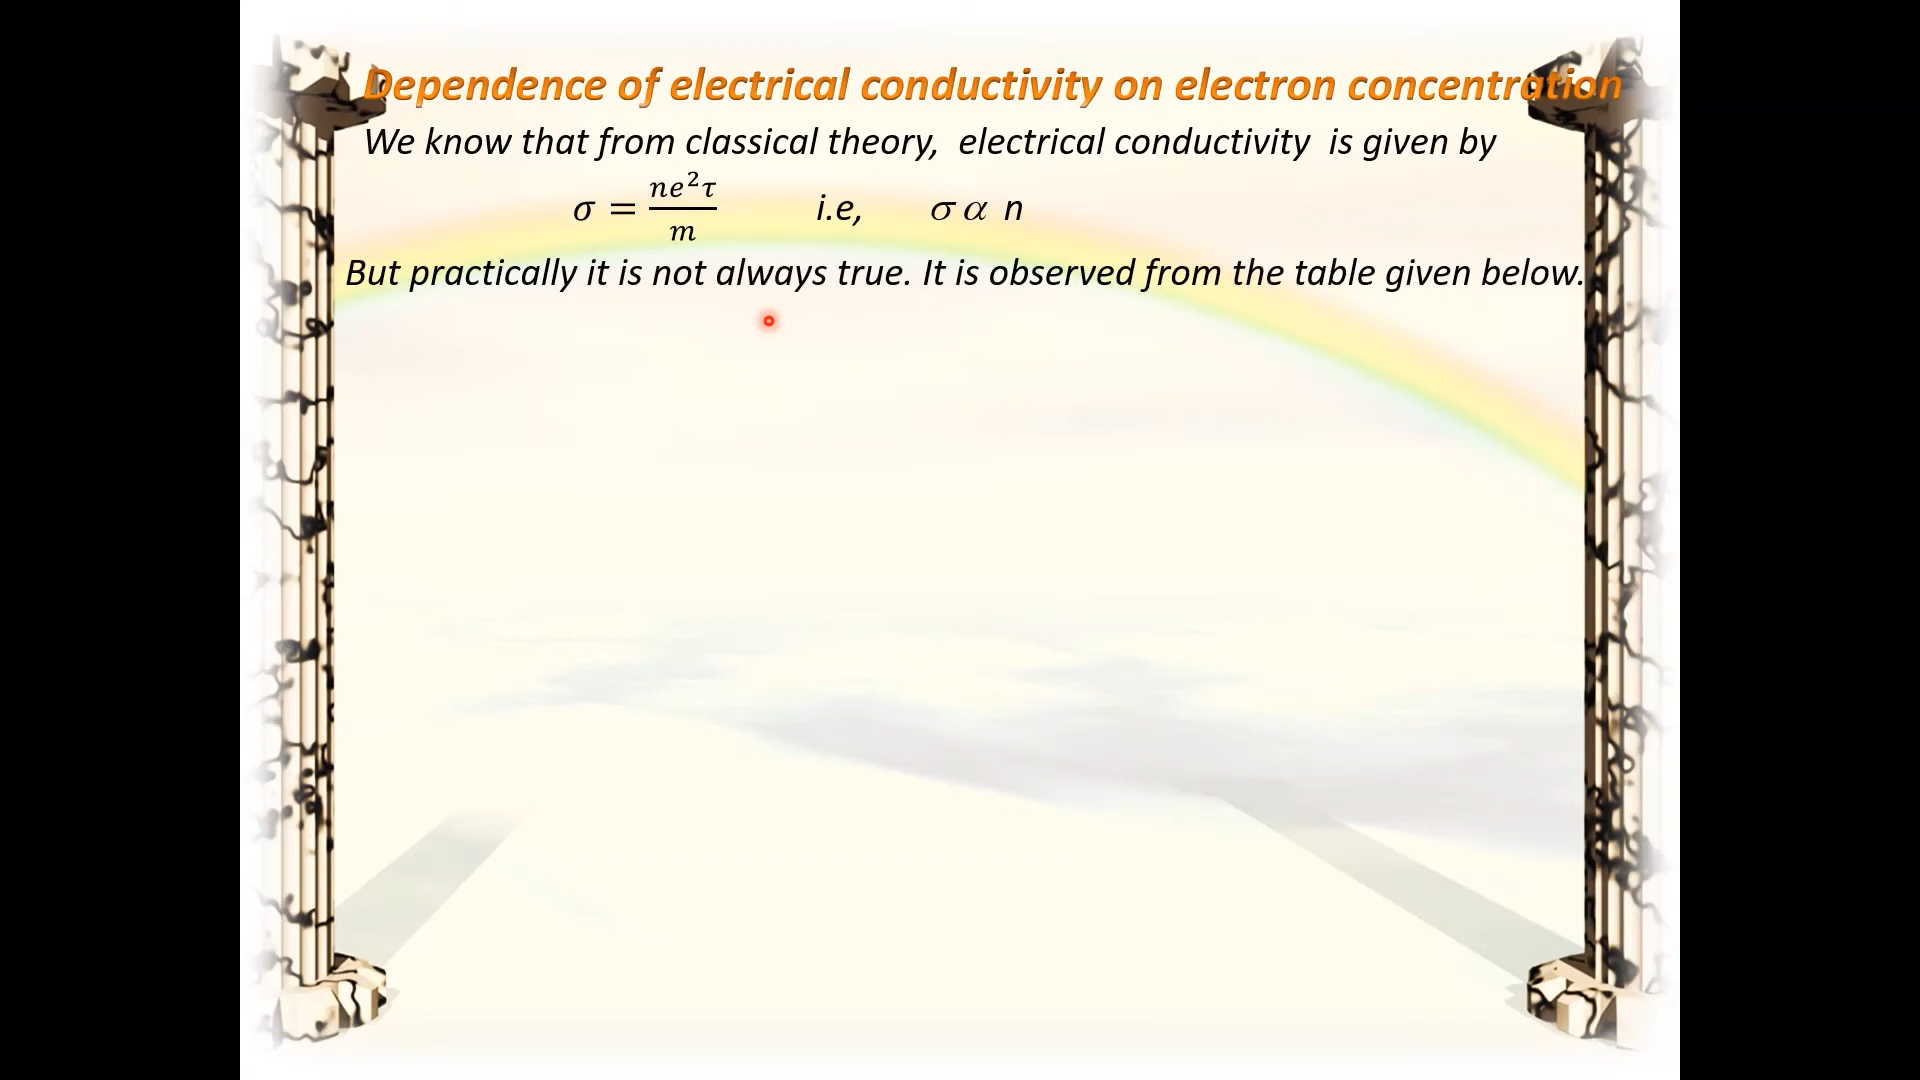 Dependence of electrical conductivity on electron concentration
We know that from classical theory, electrical conductivity is given by
σ = ne²τ/m i.e, σ α n
But practically it is not always true. It is observed from the table given below.